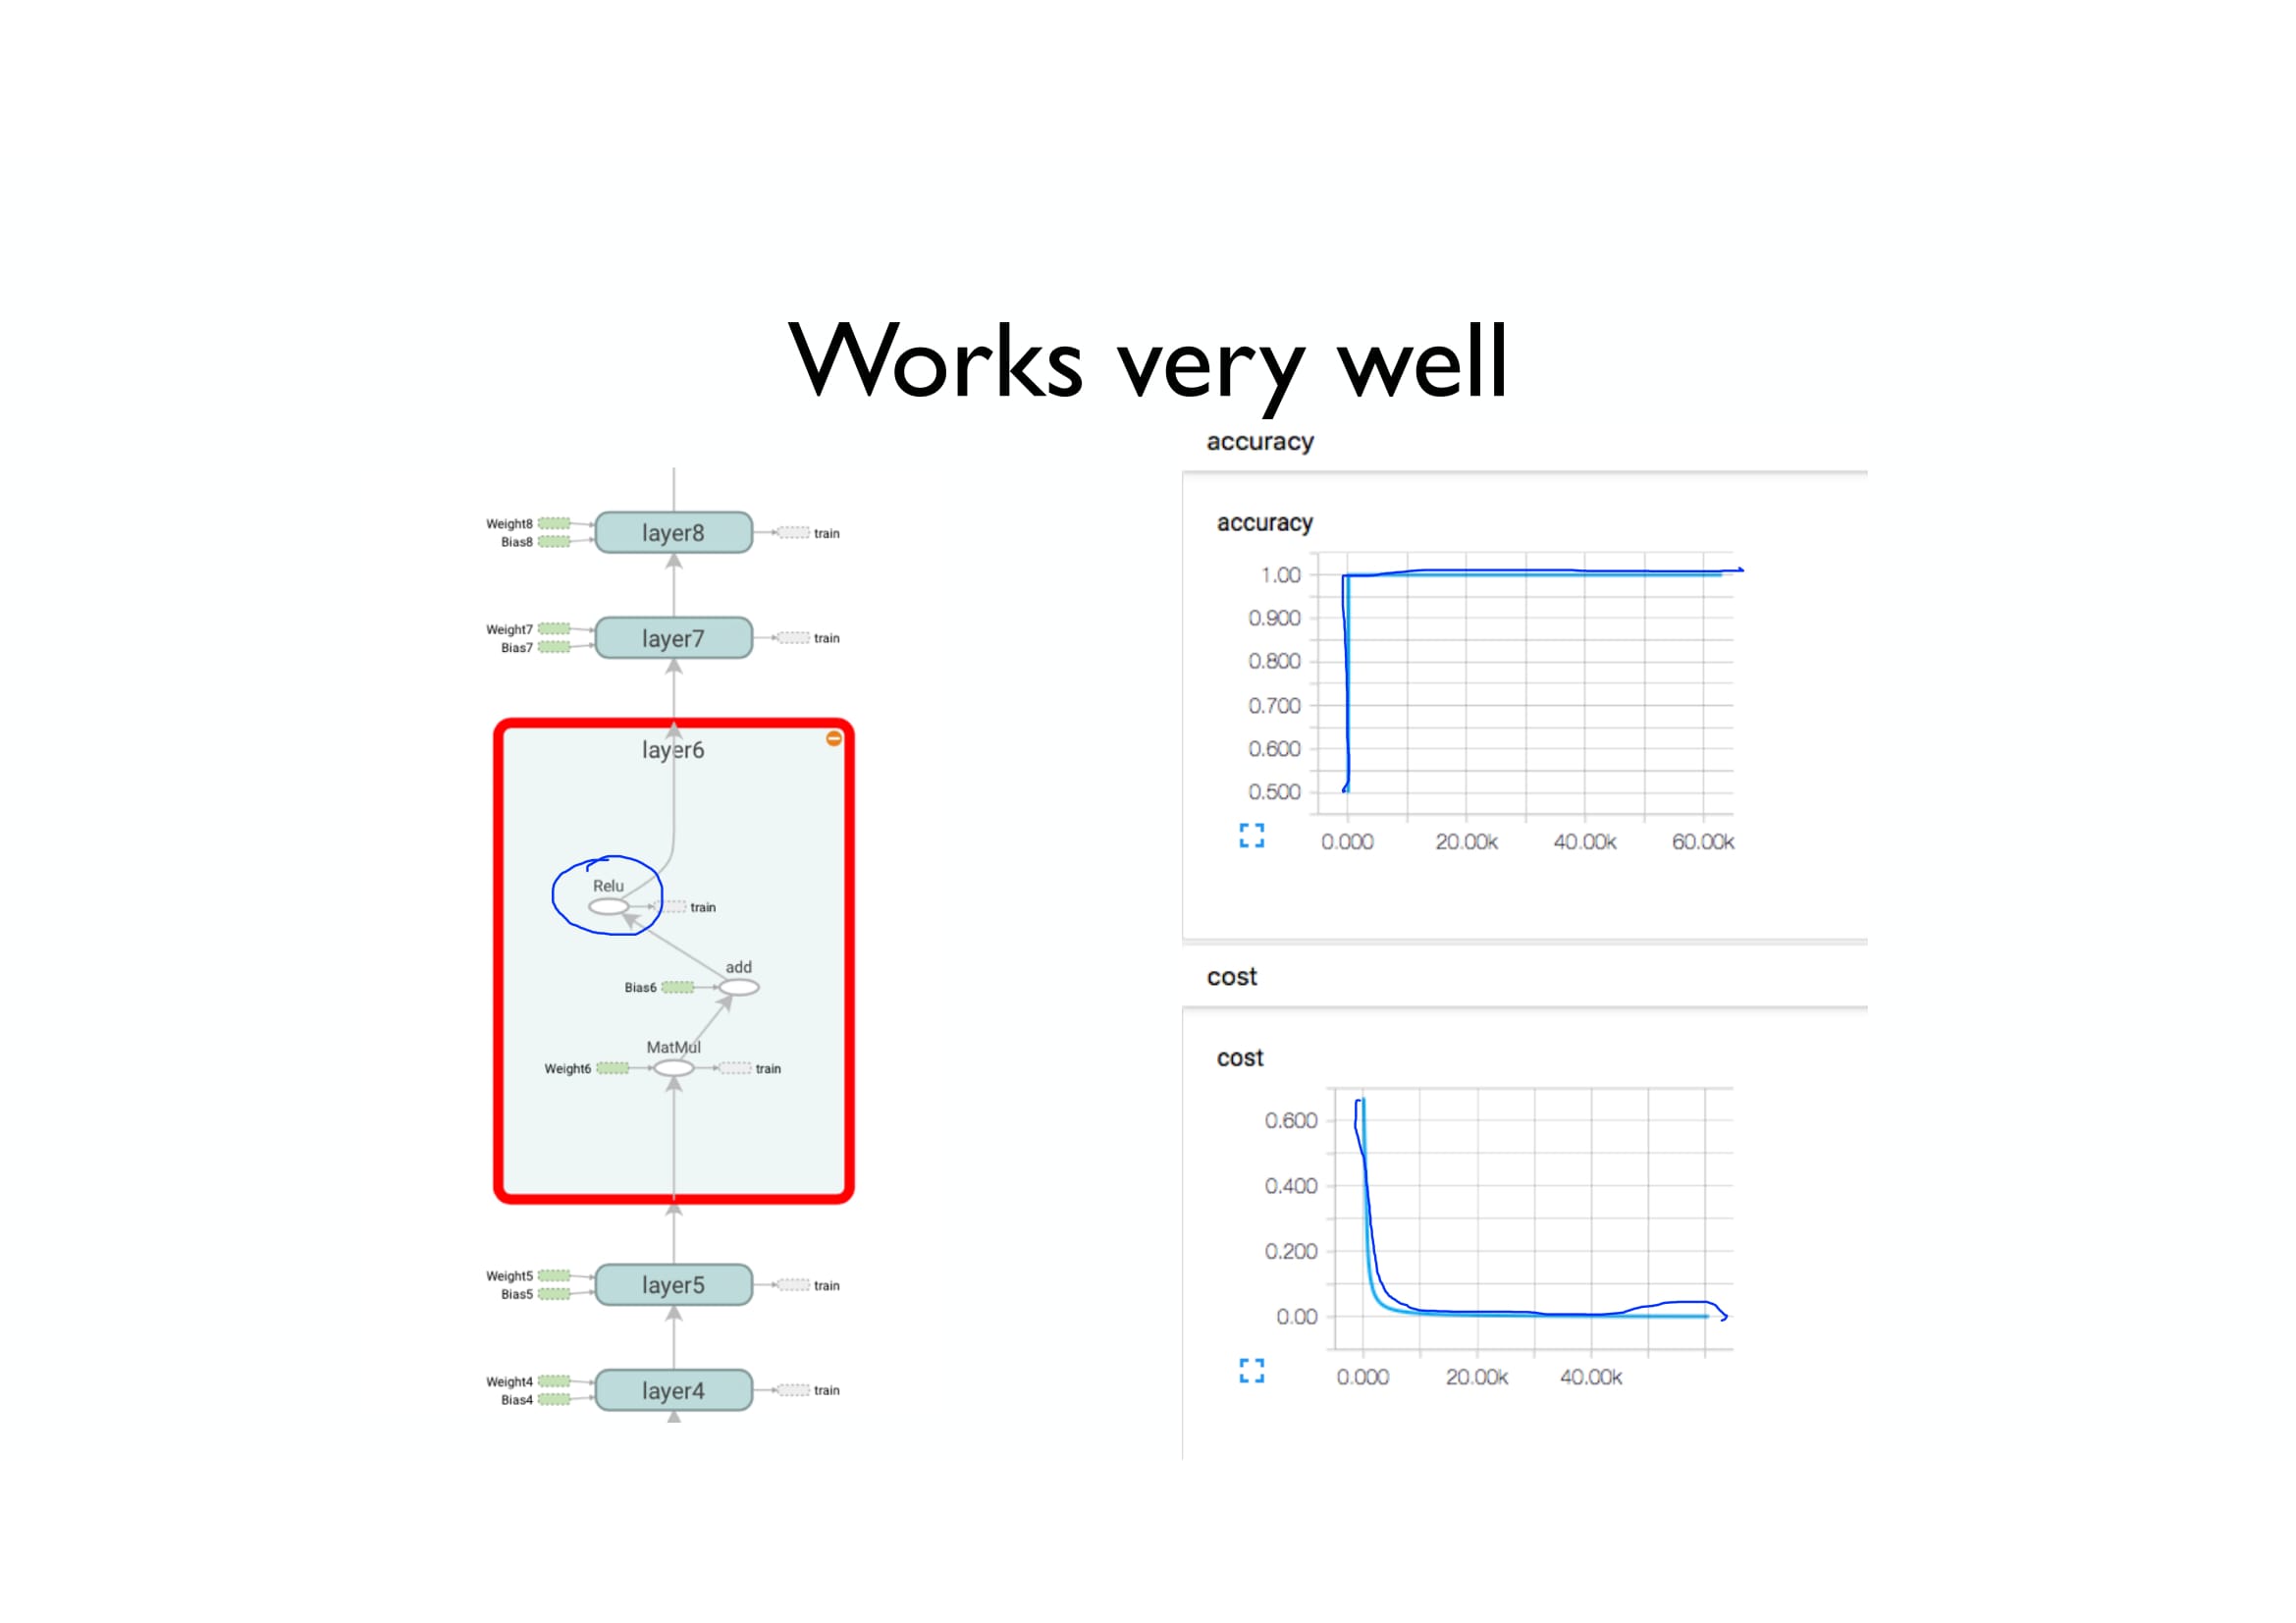 Works very well
Weight8
Bias8
layer8
train
Weight7
Bias7
layer7
train
layer6
Relu
train
add
Bias6
MatMul
Weight6
train
Weight5
Bias5
layer5
train
Weight4
Bias4
layer4
train
accuracy
accuracy
1.00
0.900
0.800
0.700
0.600
0.500
0.000 20.00k 40.00k 60.00k
cost
cost
0.600
0.400
0.200
0.00
0.000 20.00k 40.00k